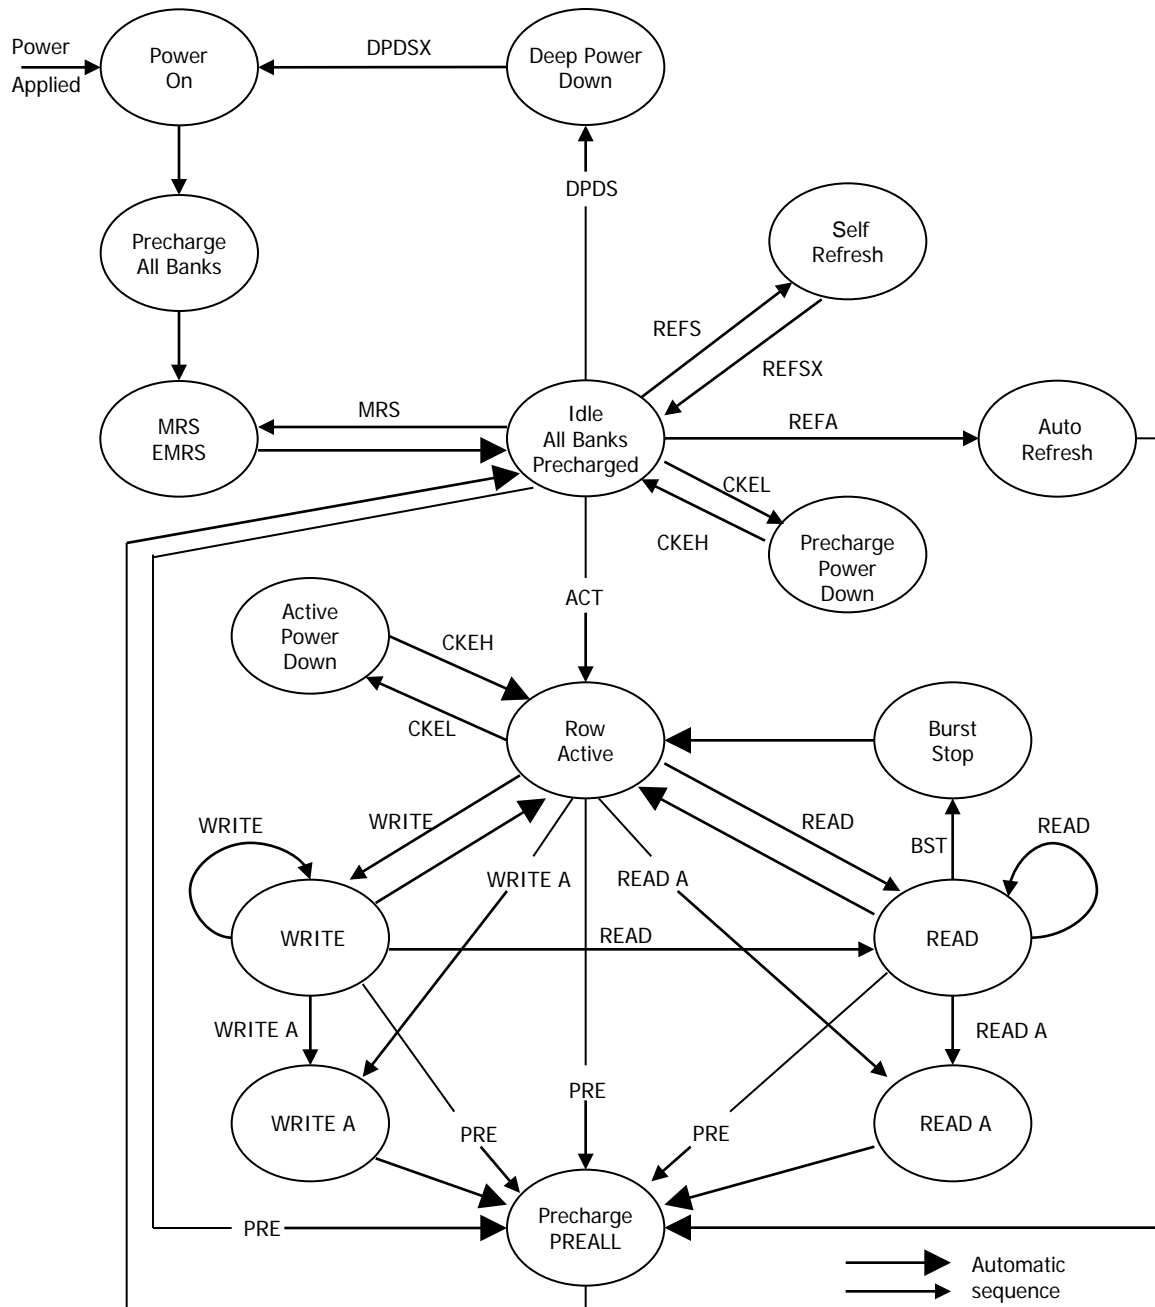 Power
Applied
Power
On
DPDSX
Deep Power
Down
DPDS
Precharge
All Banks
Self
Refresh
REFS
REFSX
MRS
EMRS
MRS
Idle
All Banks
Precharged
REFA
Auto
Refresh
CKEL
CKEH
Precharge
Power
Down
ACT
Active
Power
Down
CKEH
CKEL
Row
Active
Burst
Stop
WRITE
WRITE
READ
BST
READ
WRITE A
READ A
WRITE
READ
READ
WRITE A
READ A
WRITE A
PRE
PRE
PRE
READ A
PRE
Precharge
PREALL
Automatic
sequence